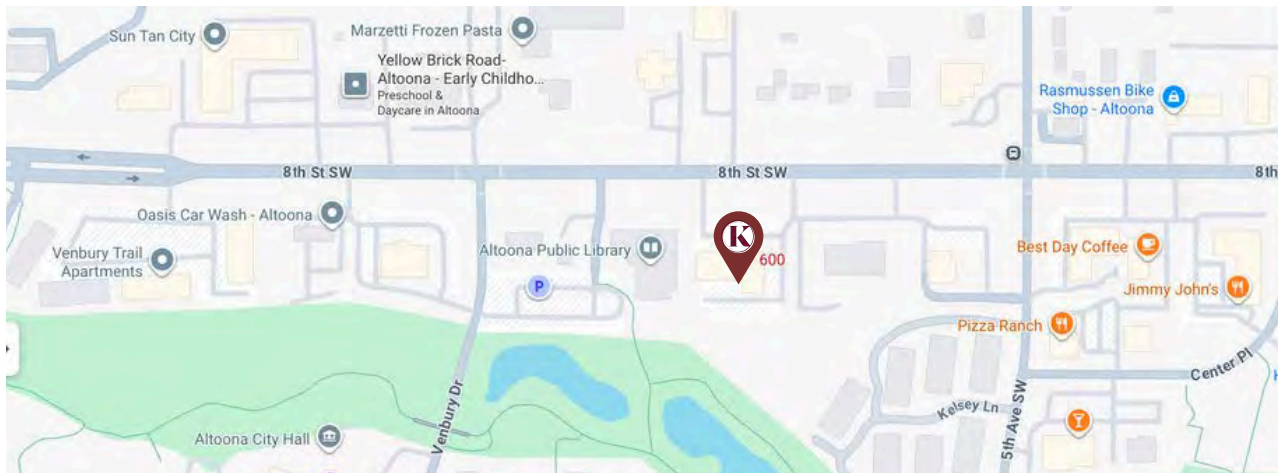 Sun Tan City
Marzetti Frozen Pasta
Yellow Brick Road-
Altoona - Early Childho...
Preschool &
Daycare in Altoona
Rasmussen Bike
Shop - Altoona
8th St SW
8th St SW
8th
Oasis Car Wash - Altoona
Venbury Trail
Apartments
Altoona Public Library
K
600
P
Best Day Coffee
Jimmy John's
Pizza Ranch
Center Pl
Kelsey Ln
Venbury Dr
5th Ave SW
Altoona City Hall